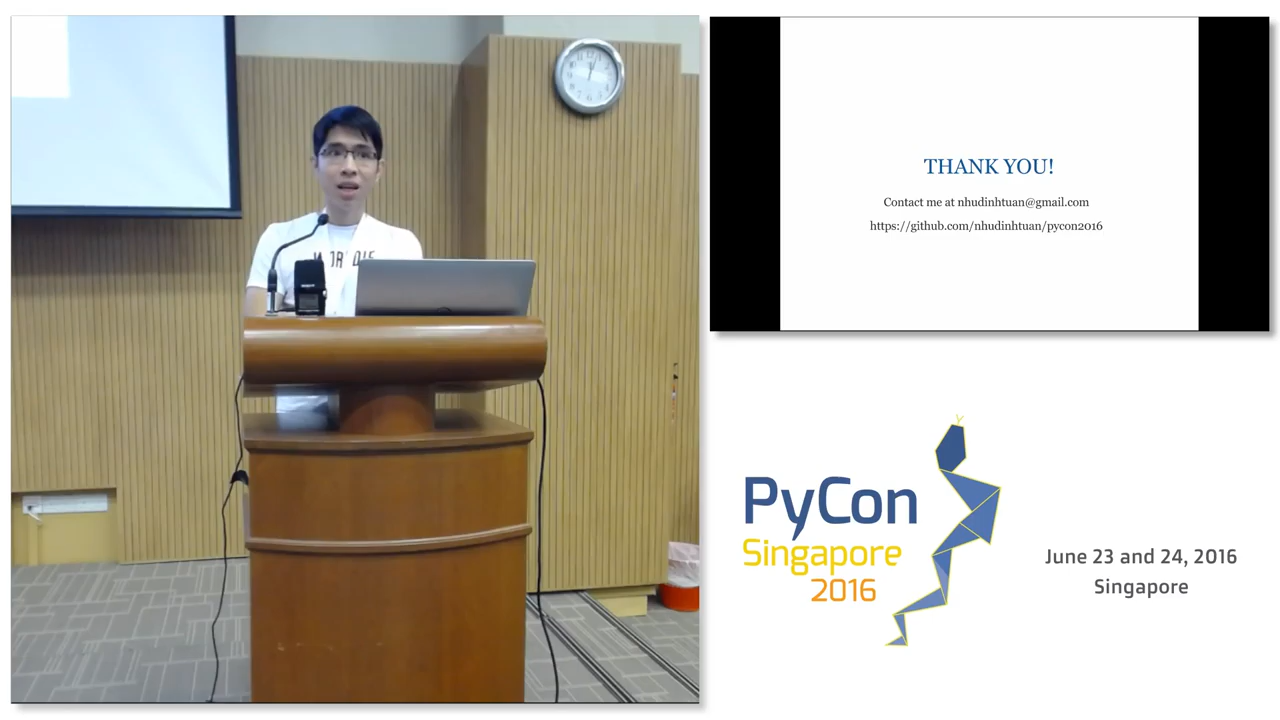 THANK YOU!
Contact me at nhudinhtuan@gmail.com
https://github.com/nhudinhtuan/pycon2016
PyCon
Singapore
2016
June 23 and 24, 2016
Singapore